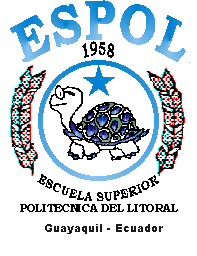 ESPOL
1958
ESCUELA SUPERIOR
POLITECNICA DEL LITORAL
Guayaquil - Ecuador